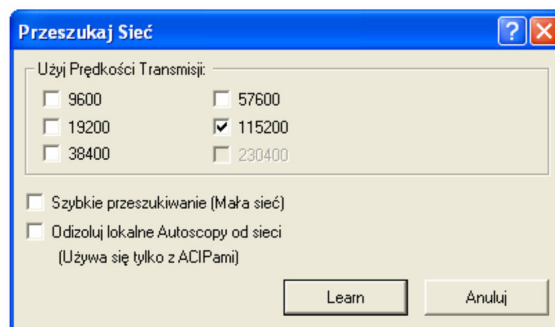 Przeszukaj Sieć
Użyj Prędkości Transmisji:
9600 57600
19200 115200
38400 230400
Szybkie przeszukiwanie (Mała sieć)
Odizoluj lokalne Autoscopy od sieci
(Używa się tylko z ACIPami)
Learn Anuluj